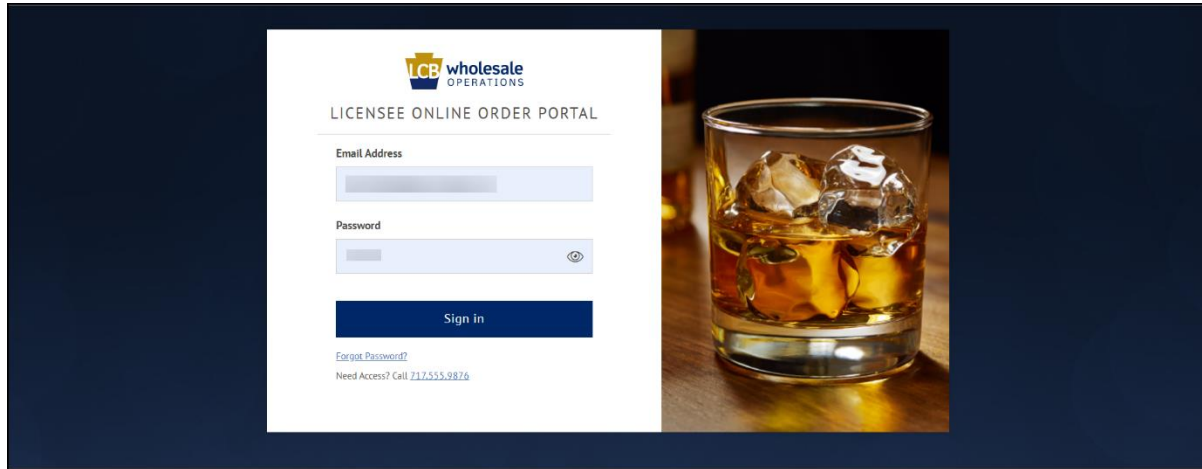 LCB wholesale
OPERATIONS
LICENSEE ONLINE ORDER PORTAL
Email Address
Password
Sign in
Forgot Password?
Need Access? Call 717.555.9876